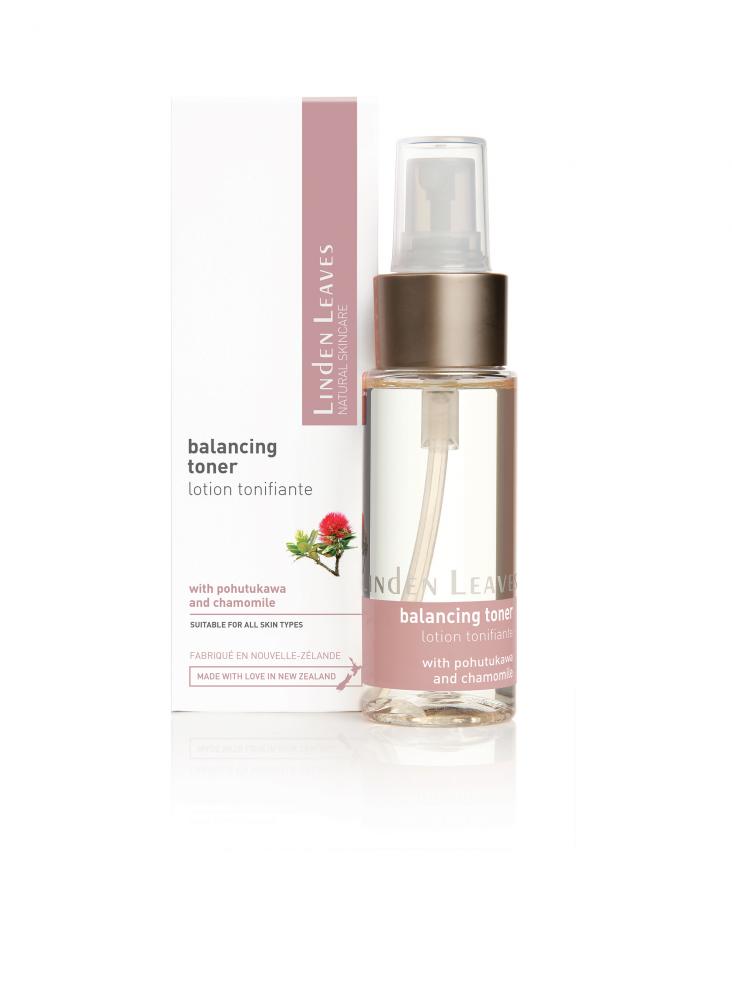 LINDEN LEAVES
NATURAL SKINCARE
balancing
toner
lotion tonifiante
with pohutukawa
and chamomile
SUITABLE FOR ALL SKIN TYPES
FABRIQUÉ EN NOUVELLE-ZÉLANDE
MADE WITH LOVE IN NEW ZEALAND
LINDEN LEAVES
balancing toner
lotion tonifiante
with pohutukawa
and chamomile